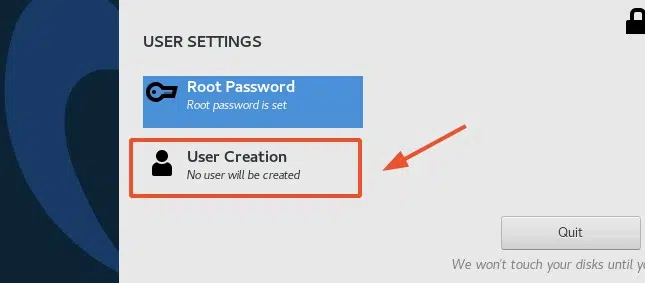 USER SETTINGS
Root Password
Root password is set
User Creation
No user will be created
Quit
We won't touch your disks until